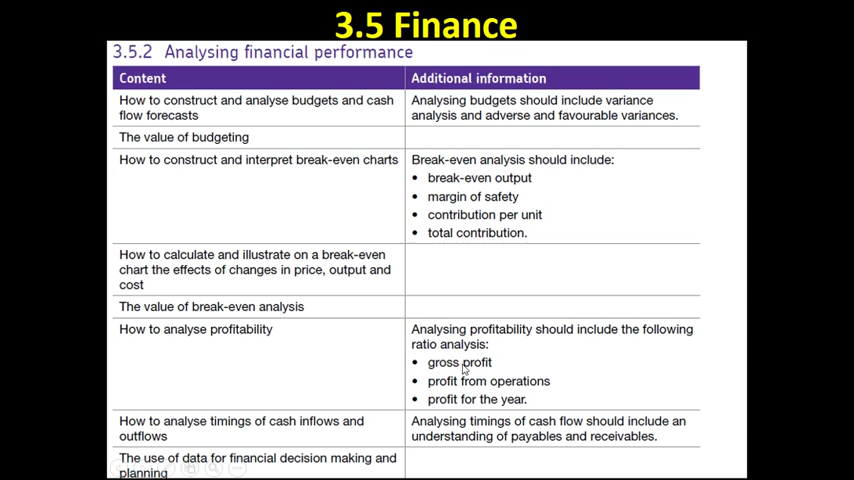 3.5 Finance
3.5.2 Analysing financial performance
Content
Additional information
How to construct and analyse budgets and cash
flow forecasts
Analysing budgets should include variance
analysis and adverse and favourable variances.
The value of budgeting
How to construct and interpret break-even charts
Break-even analysis should include:
• break-even output
• margin of safety
• contribution per unit
• total contribution.
How to calculate and illustrate on a break-even
chart the effects of changes in price, output and
cost
The value of break-even analysis
How to analyse profitability
Analysing profitability should include the following
ratio analysis:
• gross profit
• profit from operations
• profit for the year.
How to analyse timings of cash inflows and
outflows
Analysing timings of cash flow should include an
understanding of payables and receivables.
The use of data for financial decision making and
planning